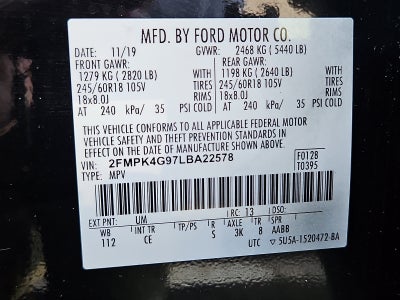 MFD. BY FORD MOTOR CO.
DATE: 11/19 GVWR: 2468 KG ( 5440 LB)
FRONT GAWR: REAR GAWR:
1279 KG ( 2820 LB) 1198 KG ( 2640 LB)
245/60R18 105V TIRES 245/60R18 105V TIRES
18x8.0J RIMS 18x8.0J RIMS
AT 240 kPa/ 35 PSI COLD AT 240 kPa/ 35 PSI COLD
THIS VEHICLE CONFORMS TO ALL APPLICABLE FEDERAL MOTOR
VEHICLE SAFETY AND THEFT PREVENTION STANDARDS IN
EFFECT ON THE DATE OF MANUFACTURE SHOWN ABOVE.
VIN: 2FMPK4G97LBA22578 F0128
TYPE: MPV T0395
EXT PNT: UM RC: 13 DSO:
WB INT TR TP/PS R AXLE TR SPR
112 CE S 3K 8 AABB
UTC 5U5A-1520472-BA